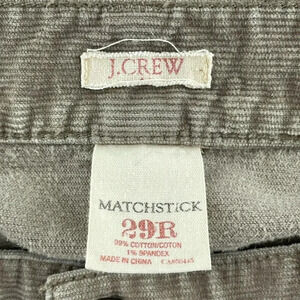 J.CREW
MATCHSTICK
29R
99% COTTON/COTON
1% SPANDEX
MADE IN CHINA